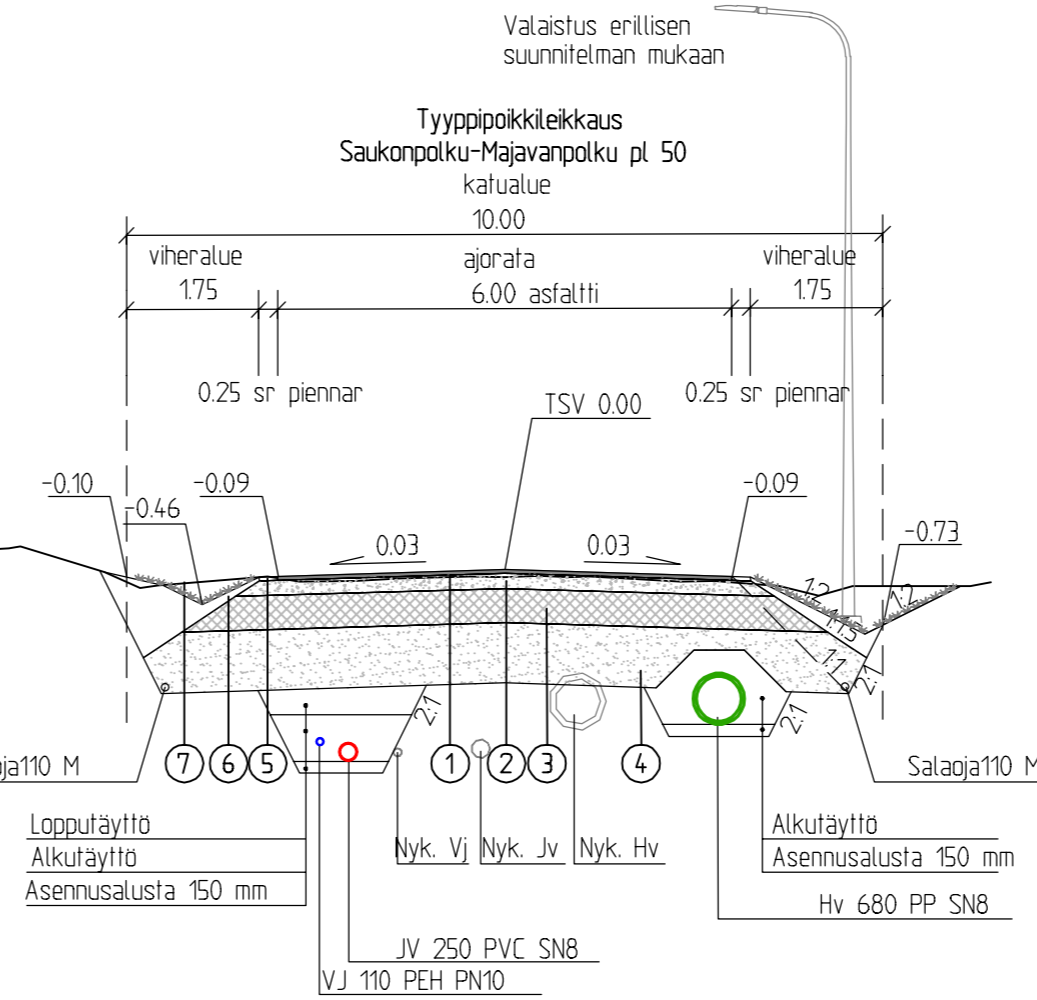 Valaistus erillisen
suunnitelman mukaan
Tyyppipoikkileikkaus
Saukonpolku-Majavanpolku pl 50
katualue
10.00
viheralue
ajorata
viheralue
1.75
6.00 asfaltti
1.75
0.25 sr piennar
TSV 0.00
0.25 sr piennar
-0.10
-0.46
-0.09
0.03
0.03
-0.09
-0.73
1:2
1:1.5
1:2
1:1
2:1
2:1
2:1
7
6
5
1
2
3
4
ja110 M
Salaoja110 M
Lopputäyttö
Alkutäyttö
Asennusalusta 150 mm
Nyk. Vj
Nyk. Jv
Nyk. Hv
Alkutäyttö
Asennusalusta 150 mm
Hv 680 PP SN8
JV 250 PVC SN8
VJ 110 PEH PN10